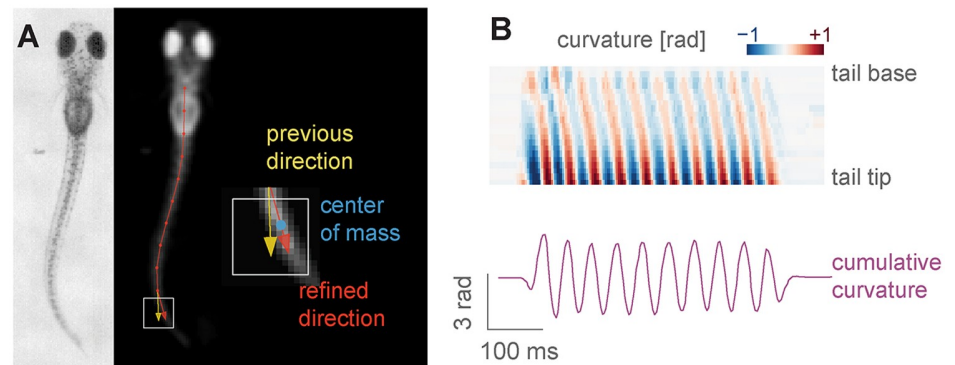 A
previous
direction
center
of mass
refined
direction
B
curvature [rad]
−1
+1
tail base
tail tip
cumulative
curvature
3 rad
100 ms